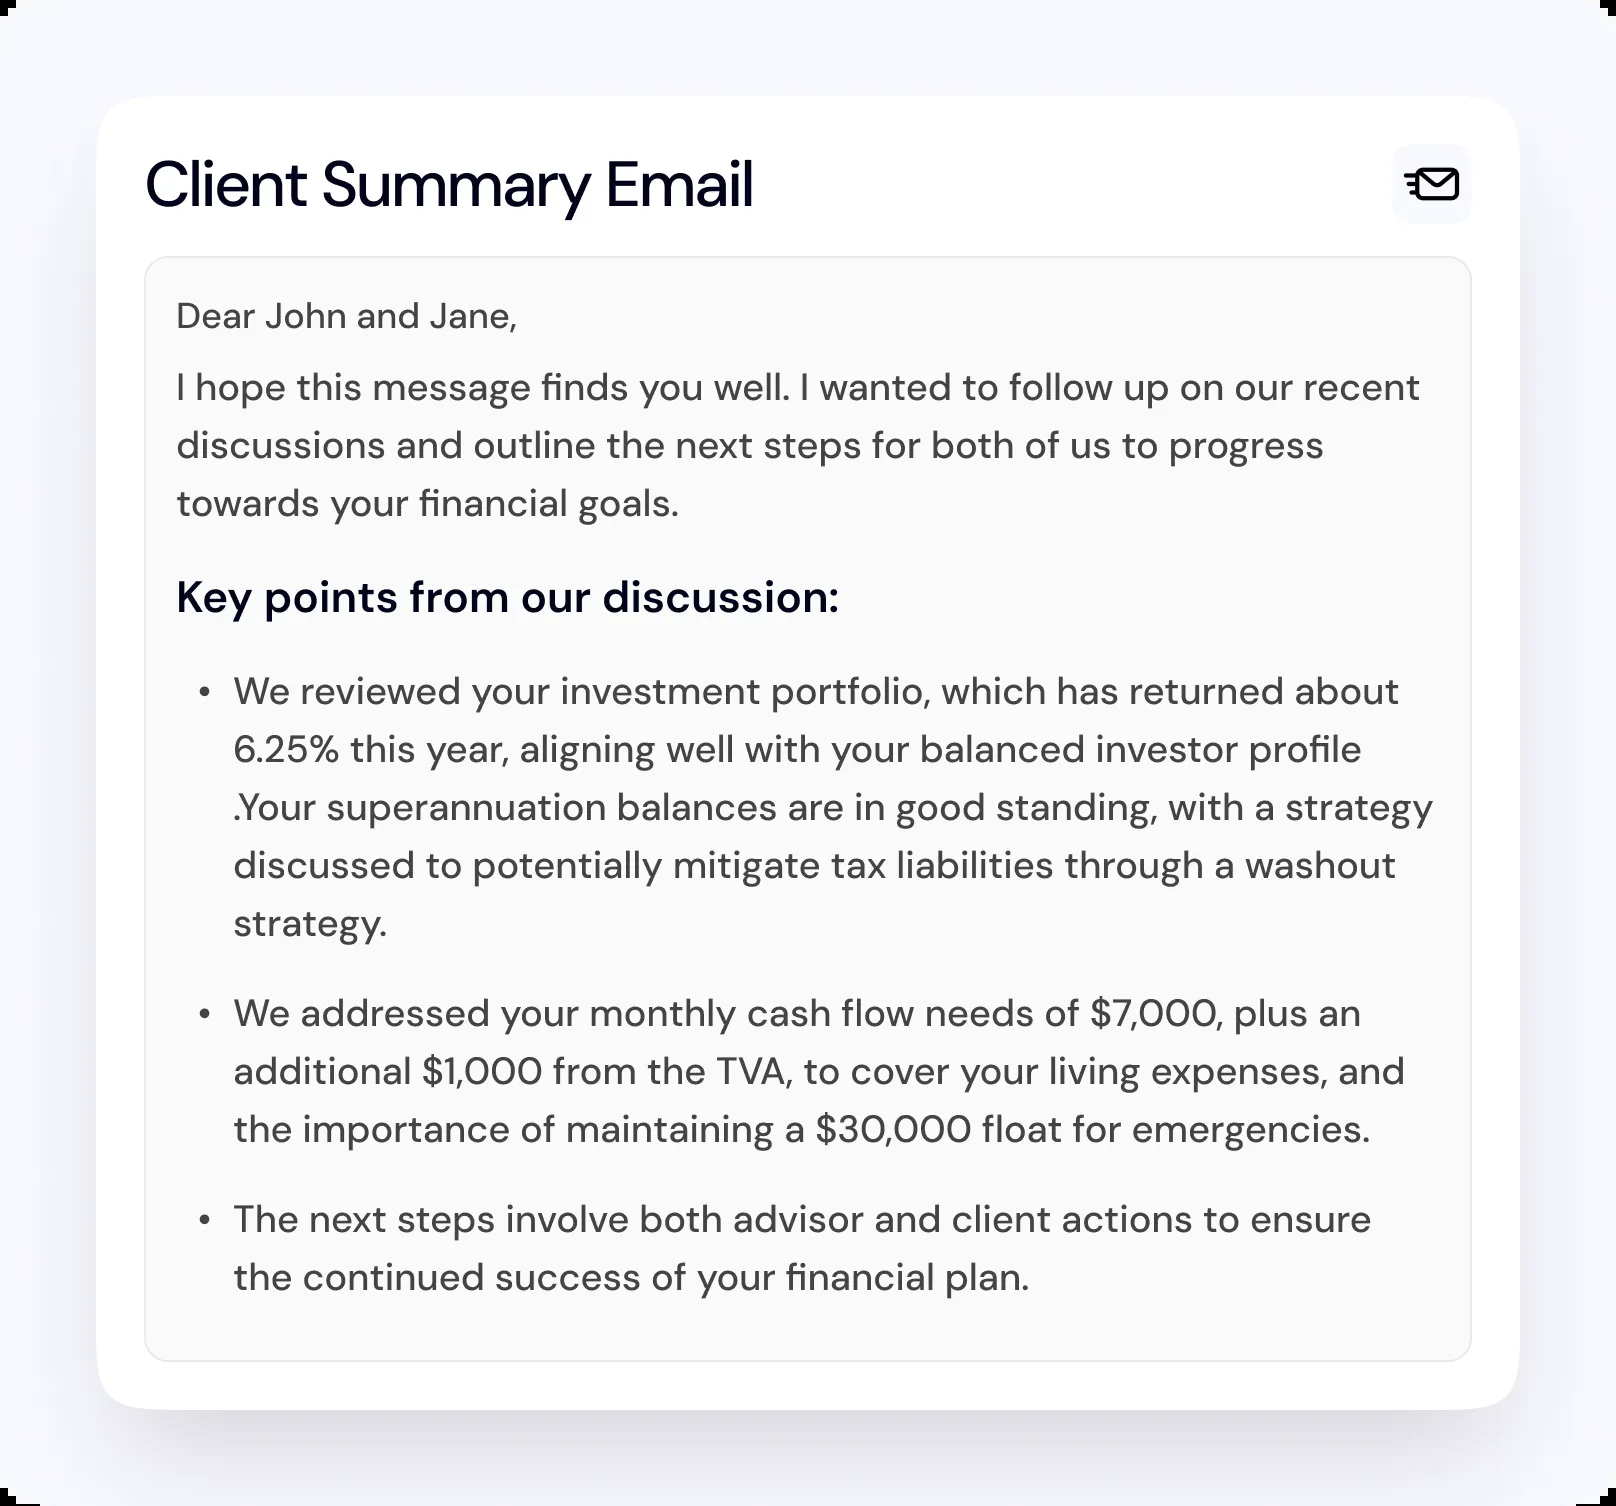 Client Summary Email
Dear John and Jane,
I hope this message finds you well. I wanted to follow up on our recent
discussions and outline the next steps for both of us to progress
towards your financial goals.
Key points from our discussion:
• We reviewed your investment portfolio, which has returned about
6.25% this year, aligning well with your balanced investor profile
.Your superannuation balances are in good standing, with a strategy
discussed to potentially mitigate tax liabilities through a washout
strategy.
• We addressed your monthly cash flow needs of $7,000, plus an
additional $1,000 from the TVA, to cover your living expenses, and
the importance of maintaining a $30,000 float for emergencies.
• The next steps involve both advisor and client actions to ensure
the continued success of your financial plan.